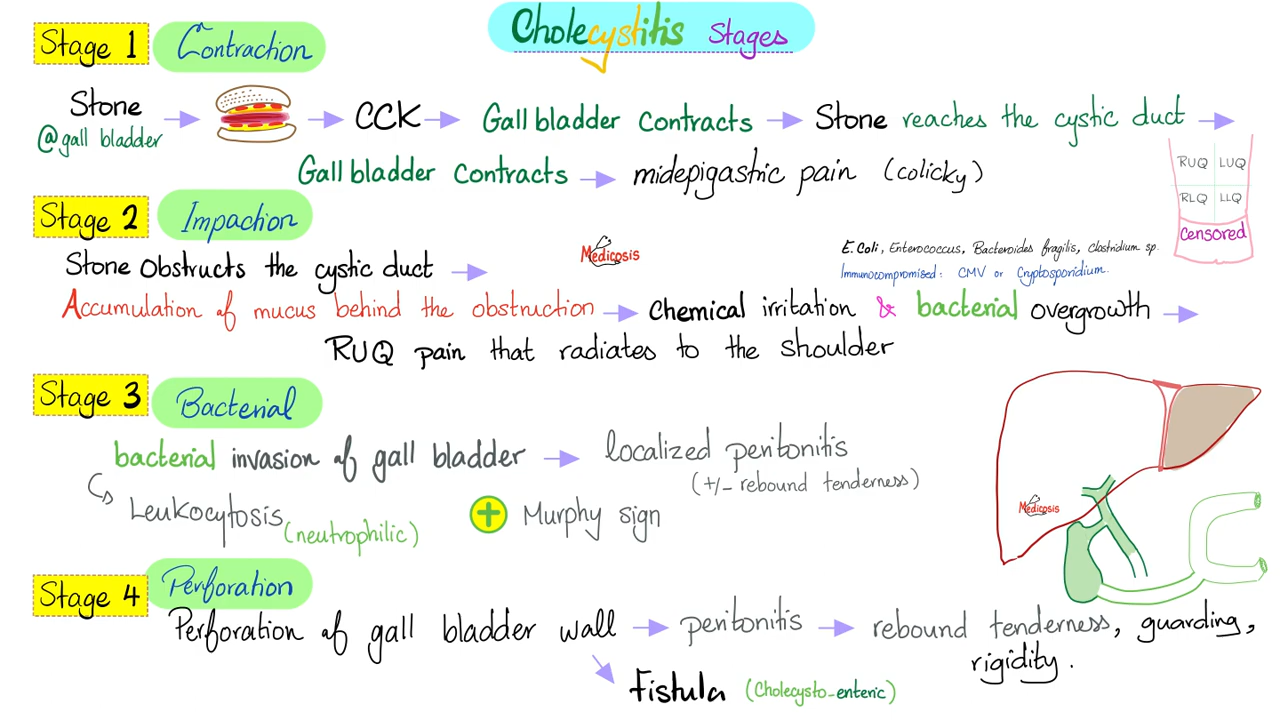 Cholecystitis Stages
Stage 1 Contraction
Stone → → CCK → Gall bladder contracts → Stone reaches the cystic duct →
@gall bladder
Gall bladder contracts → midepigastric pain (colicky)
RUQ LUQ
RLQ LLQ
Censored
Stage 2 Impaction
Stone Obstructs the cystic duct →
Medicosis
E.Coli, Enterococcus, Bacteroides fragilis, Clostridium sp.
Immunocompromised: CMV or Cryptosporidium.
Accumulation of mucus behind the obstruction → Chemical irritation & bacterial overgrowth →
RUQ pain that radiates to the shoulder
Stage 3 Bacterial
bacterial invasion of gall bladder → localized peritonitis
(+/- rebound tenderness)
Leukocytosis (neutrophilic)
+ Murphy sign
Medicosis
Stage 4 Perforation
Perforation of gall bladder wall → peritonitis → rebound tenderness, guarding,
rigidity.
Fistula (Cholecysto-enteric)